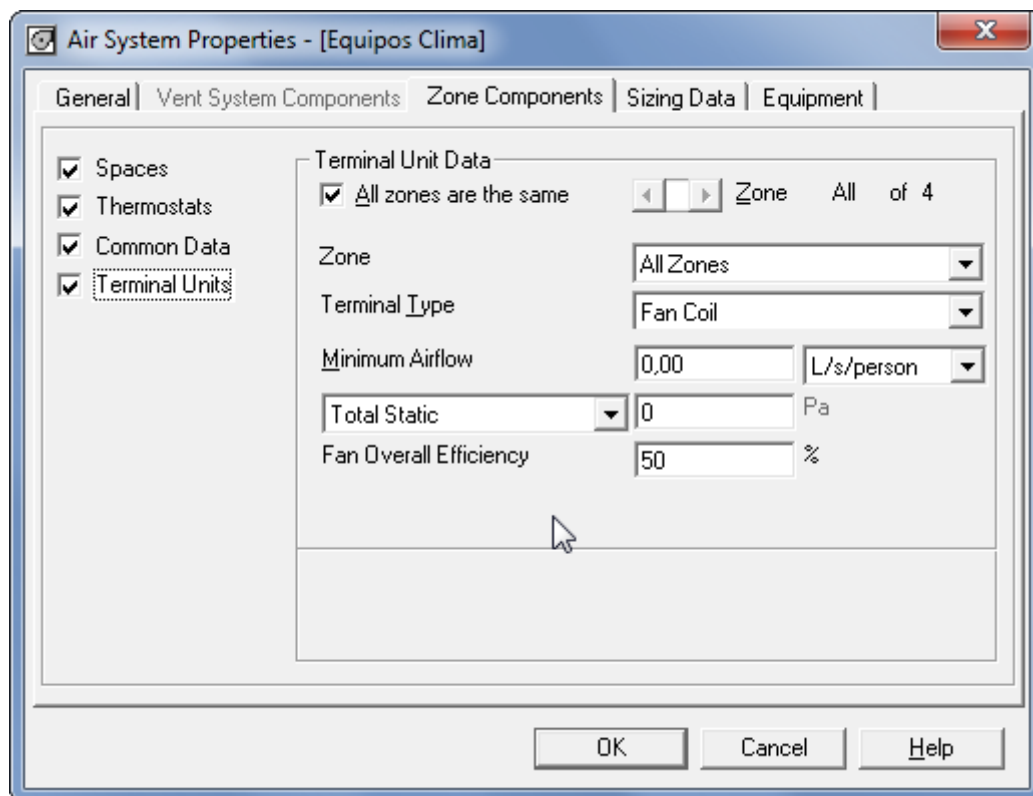 Air System Properties - [Equipos Clima]
General Vent System Components Zone Components Sizing Data Equipment
Spaces
Thermostats
Common Data
Terminal Units
Terminal Unit Data
All zones are the same Zone All of 4
Zone All Zones
Terminal Type Fan Coil
Minimum Airflow 0,00 L/s/person
Total Static 0 Pa
Fan Overall Efficiency 50 %
OK Cancel Help